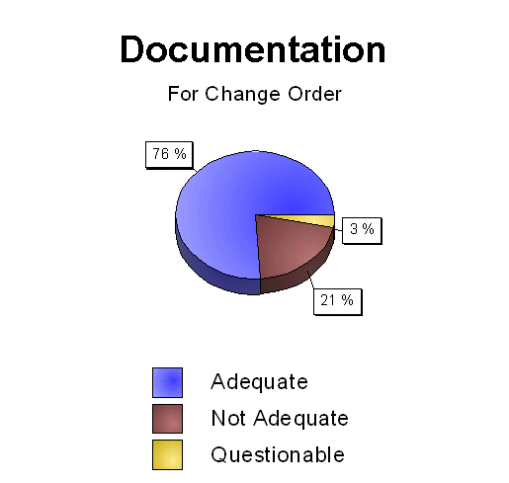 Documentation
For Change Order
76 %
3 %
21 %
Adequate
Not Adequate
Questionable